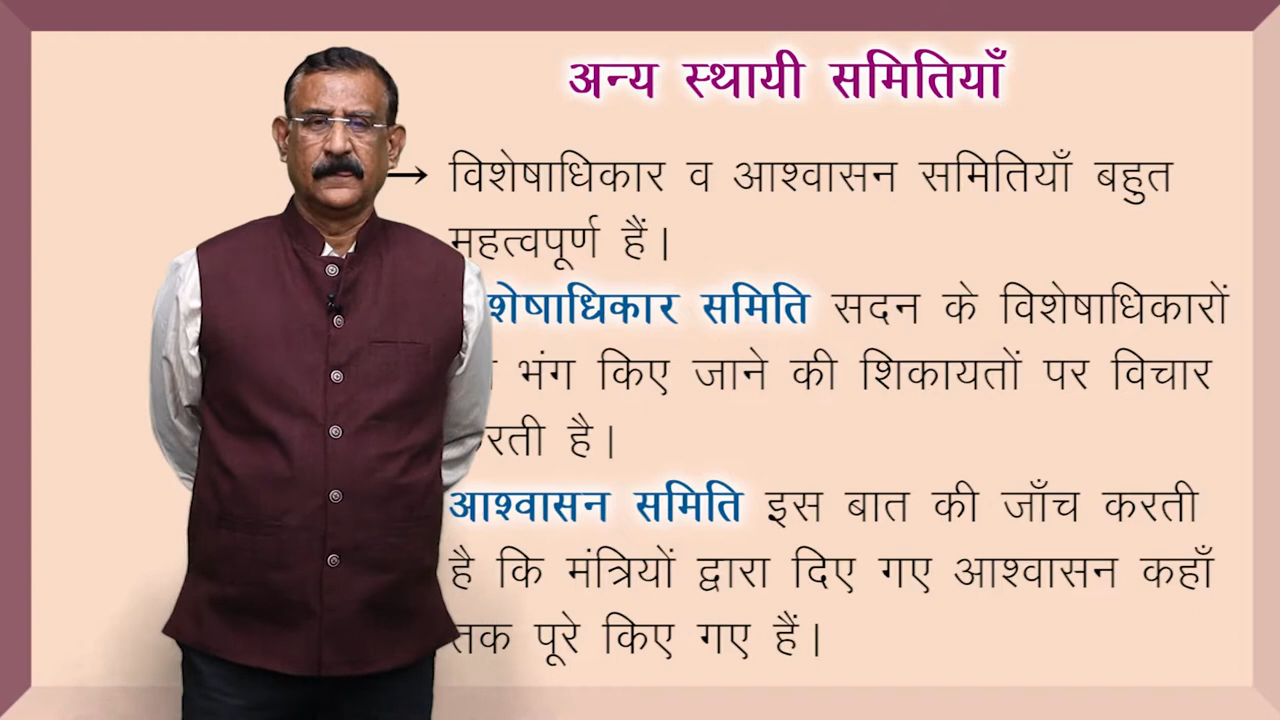 अन्य स्थायी समितियाँ
→ विशेषाधिकार व आश्वासन समितियाँ बहुत
महत्वपूर्ण हैं।
शेषाधिकार समिति सदन के विशेषाधिकारों
भंग किए जाने की शिकायतों पर विचार
रती है।
आश्वासन समिति इस बात की जाँच करती
है कि मंत्रियों द्वारा दिए गए आश्वासन कहाँ
तक पूरे किए गए हैं।